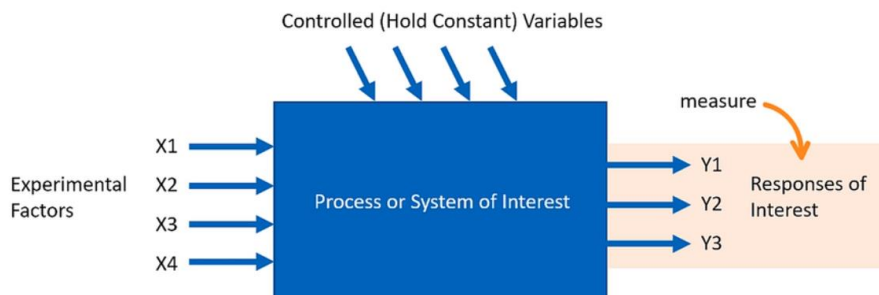 Controlled (Hold Constant) Variables
measure
X1
X2
X3
X4
Experimental
Factors
Process or System of Interest
Y1
Y2
Y3
Responses of
Interest